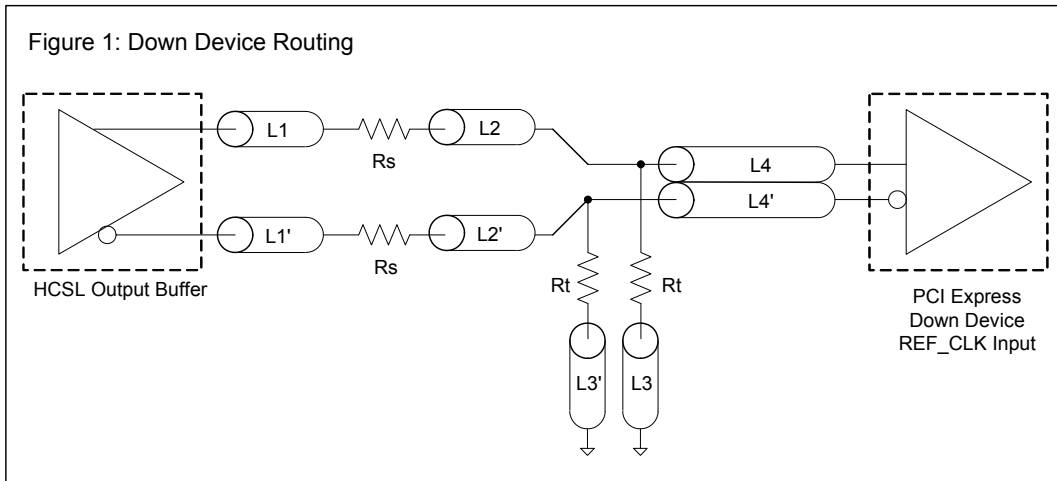 Figure 1: Down Device Routing
L1
Rs
L2
L4
L4'
L1'
Rs
L2'
HCSL Output Buffer
Rt
Rt
PCI Express
Down Device
REF_CLK Input
L3'
L3